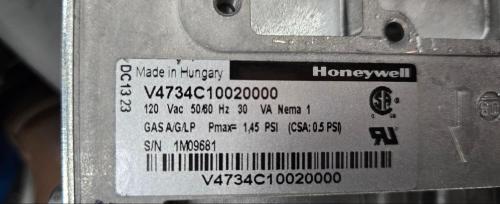 DC13 23
Made in Hungary Honeywell
V4734C10020000
120 Vac 50/60 Hz 30 VA Nema 1
GAS A/G/LP Pmax= 1,45 PSI (CSA: 0.5 PSI)
S/N 1M09681
V4734C10020000